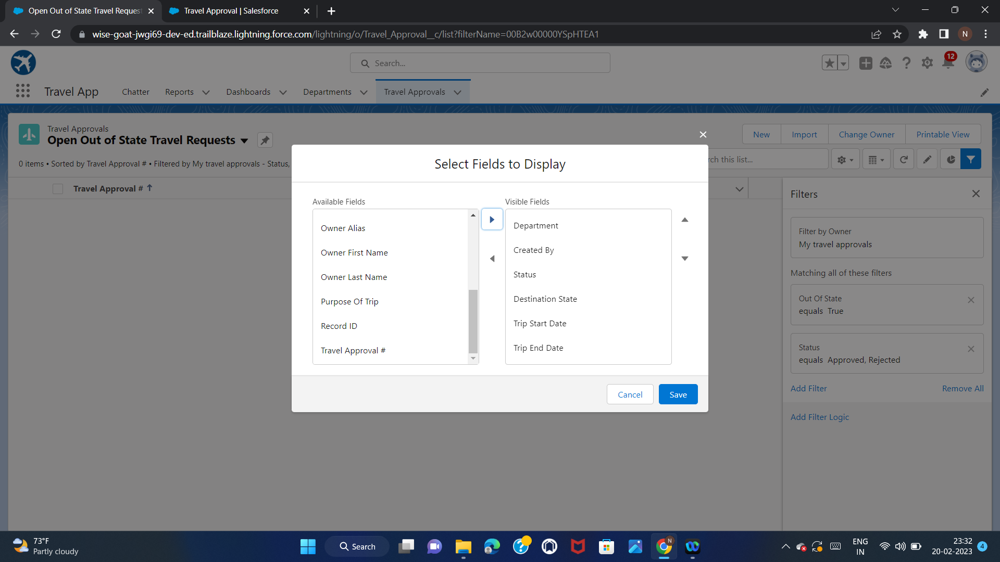 Open Out of State Travel Request
Travel Approval | Salesforce
wise-goat-jwgi69-dev-ed.trailblaze.lightning.force.com/lightning/o/Travel_Approval__c/list?filterName=00B2w00000YSpHTEA1
N
Search...
12
Travel App
Chatter
Reports
Dashboards
Departments
Travel Approvals
Travel Approvals
Open Out of State Travel Requests
New
Import
Change Owner
Printable View
0 items • Sorted by Travel Approval # • Filtered by My travel approvals - Status,
rch this list...
Travel Approval #
Select Fields to Display
Available Fields
Owner Alias
Owner First Name
Owner Last Name
Purpose Of Trip
Record ID
Travel Approval #
Visible Fields
Department
Created By
Status
Destination State
Trip Start Date
Trip End Date
Cancel
Save
Filters
Filter by Owner
My travel approvals
Matching all of these filters
Out Of State
equals True
Status
equals Approved, Rejected
Add Filter
Remove All
Add Filter Logic
73°F
Partly cloudy
Search
N
ENG
IN
23:32
20-02-2023
4